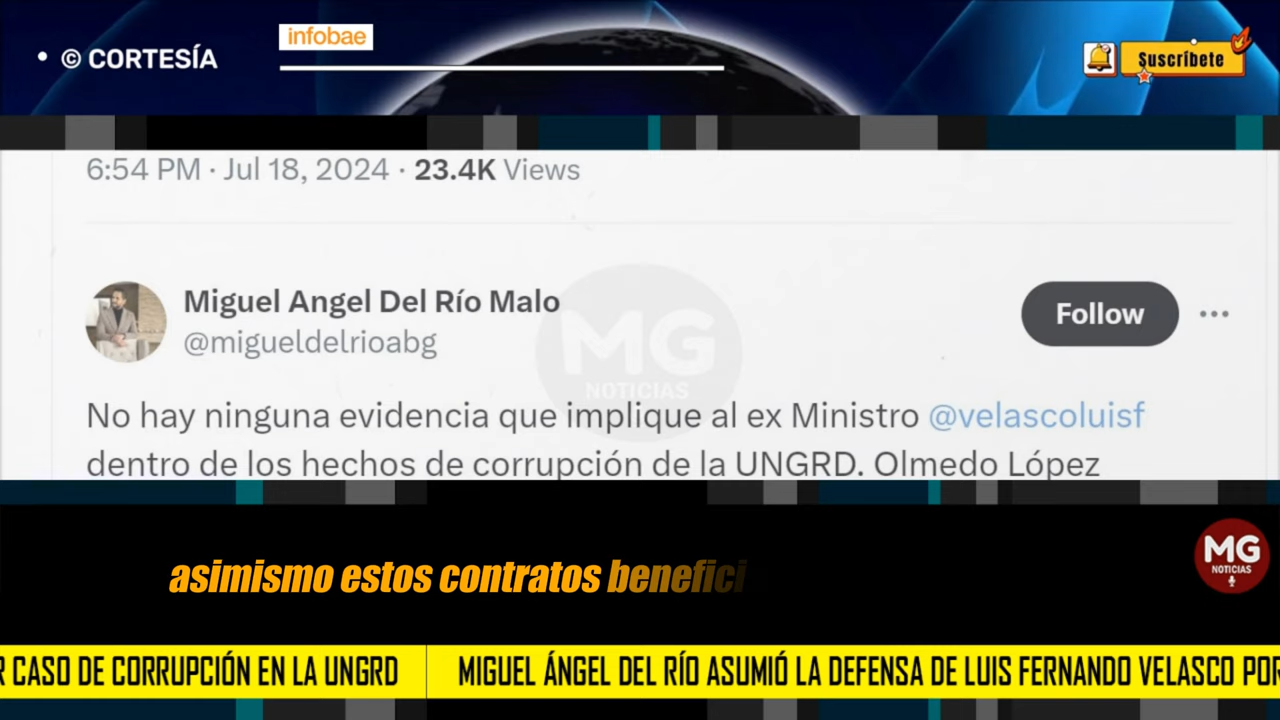 • © CORTESÍA
infobae
Suscríbete
6:54 PM · Jul 18, 2024 · 23.4K Views
Miguel Angel Del Río Malo
@migueldelrioabg
Follow
MG
NOTICIAS
No hay ninguna evidencia que implique al ex Ministro @velascoluisf
dentro de los hechos de corrupción de la UNGRD. Olmedo López
asimismo estos contratos benefici
MG
NOTICIAS
R CASO DE CORRUPCIÓN EN LA UNGRD
MIGUEL ÁNGEL DEL RÍO ASUMIÓ LA DEFENSA DE LUIS FERNANDO VELASCO POR